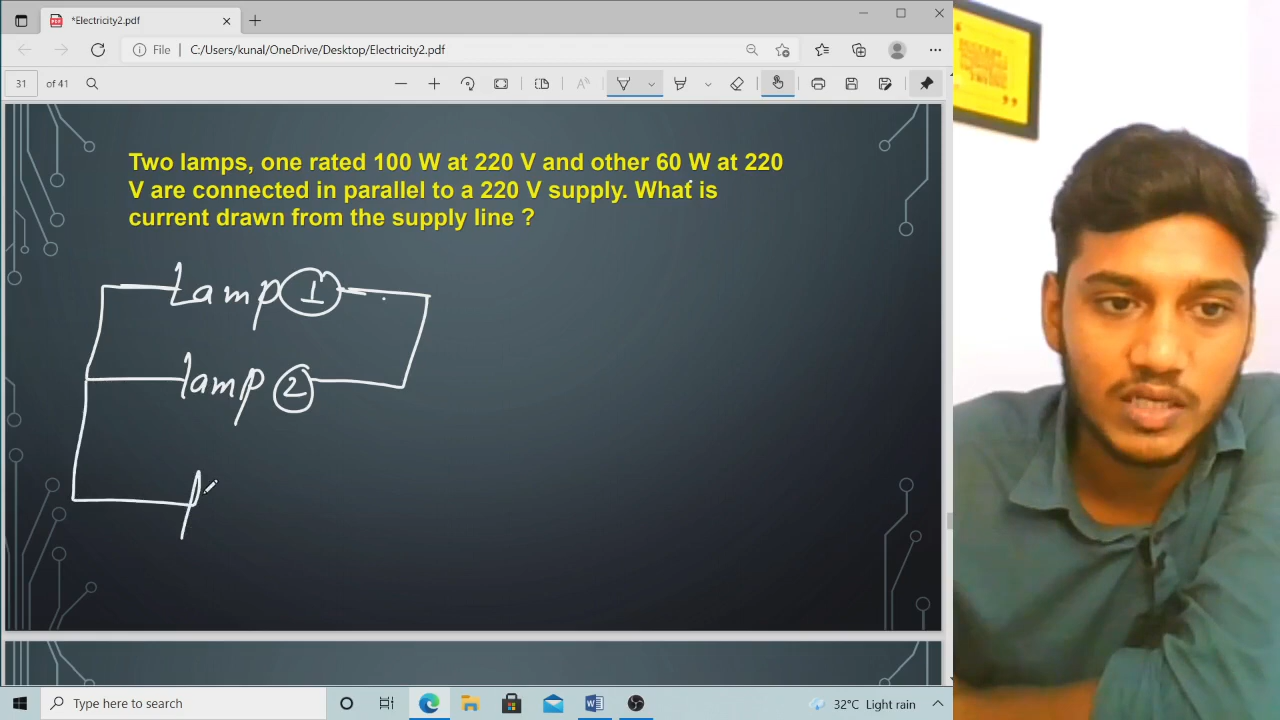 *Electricity2.pdf
File
C:/Users/kunal/OneDrive/Desktop/Electricity2.pdf
31 of 41
Two lamps, one rated 100 W at 220 V and other 60 W at 220
V are connected in parallel to a 220 V supply. What is
current drawn from the supply line ?
Lamp 1
lamp 2
Type here to search
32°C Light rain